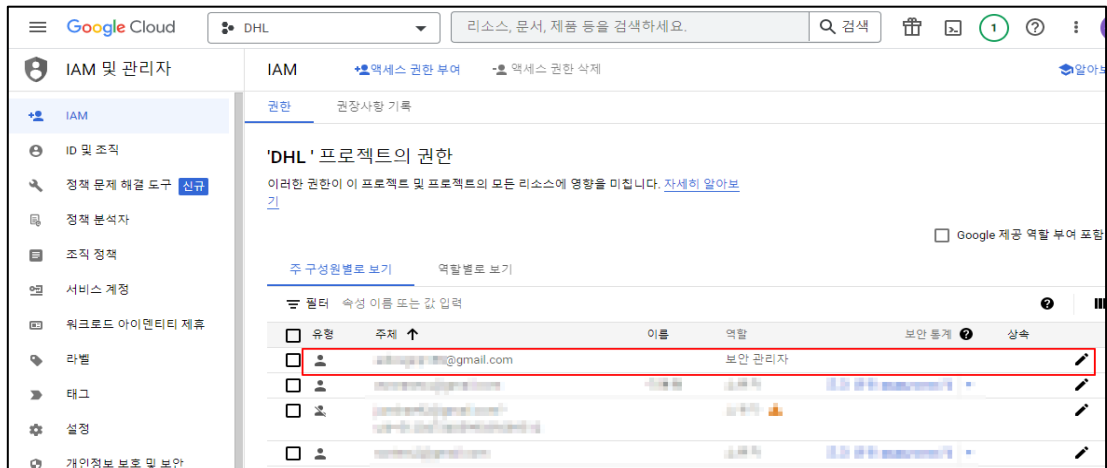 Google Cloud
DHL
리소스, 문서, 제품 등을 검색하세요.
검색
1
IAM 및 관리자
IAM
액세스 권한 부여
액세스 권한 삭제
알아보
IAM
ID 및 조직
정책 문제 해결 도구 신규
정책 분석자
조직 정책
서비스 계정
워크로드 아이덴티티 제휴
라벨
태그
설정
개인정보 보호 및 보안
권한
권장사항 기록
'DHL ' 프로젝트의 권한
이러한 권한이 이 프로젝트 및 프로젝트의 모든 리소스에 영향을 미칩니다. 자세히 알아보
기
Google 제공 역할 부여 포함
주 구성원별로 보기
역할별로 보기
필터 속성 이름 또는 값 입력
유형 주체 이름 역할 보안 통계 상속
@gmail.com 보안 관리자